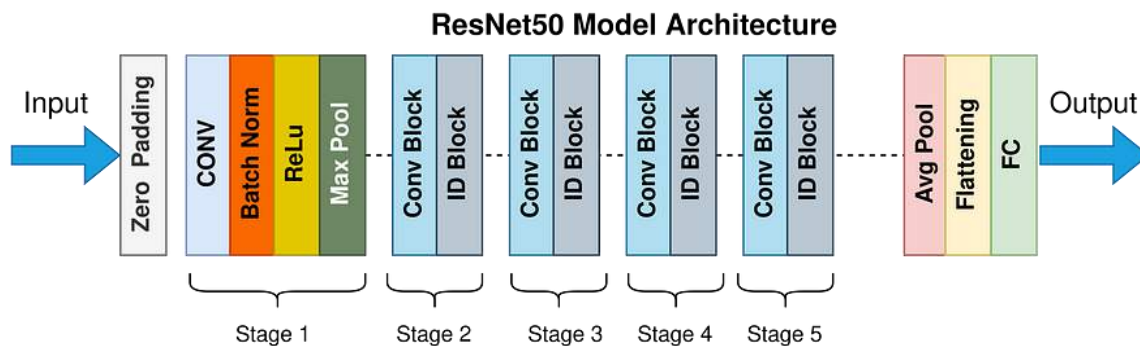 ResNet50 Model Architecture
Input
Zero Padding
CONV
Batch Norm
ReLu
Max Pool
Conv Block
ID Block
Conv Block
ID Block
Conv Block
ID Block
Conv Block
ID Block
Avg Pool
Flattening
FC
Output
Stage 1
Stage 2
Stage 3
Stage 4
Stage 5